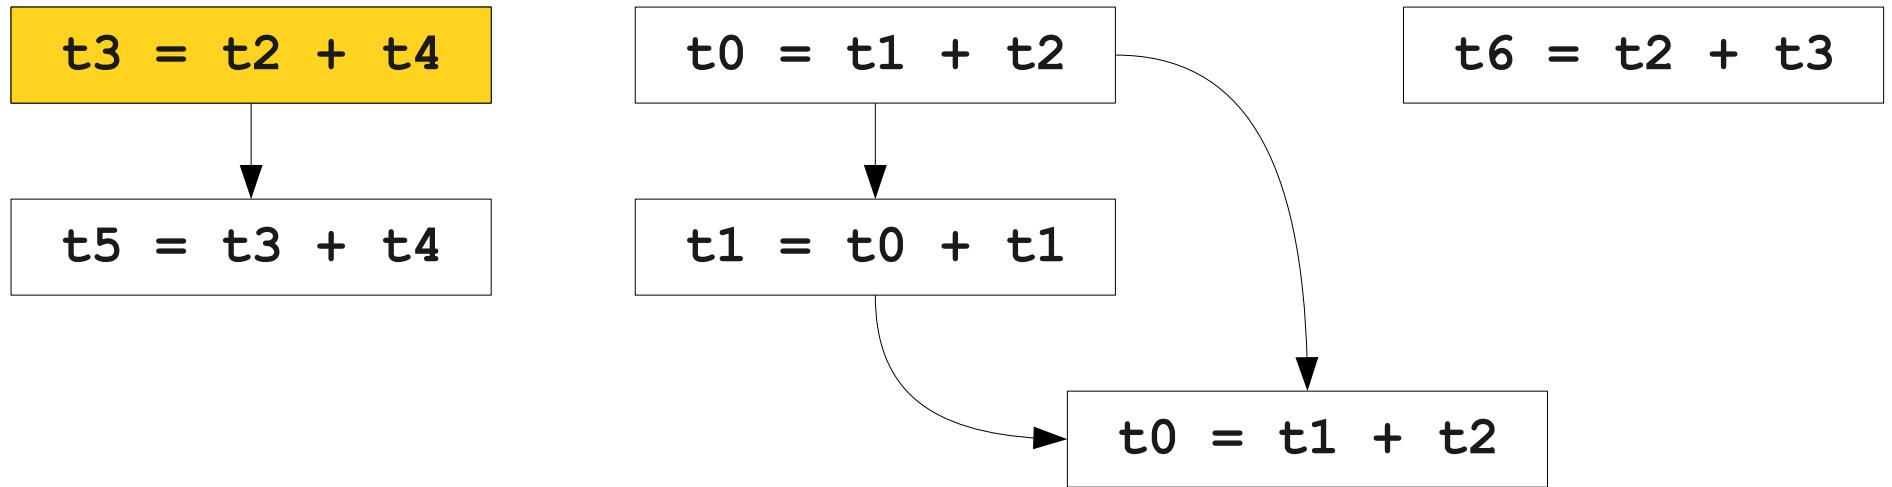 t3 = t2 + t4
t0 = t1 + t2
t6 = t2 + t3
t5 = t3 + t4
t1 = t0 + t1
t0 = t1 + t2